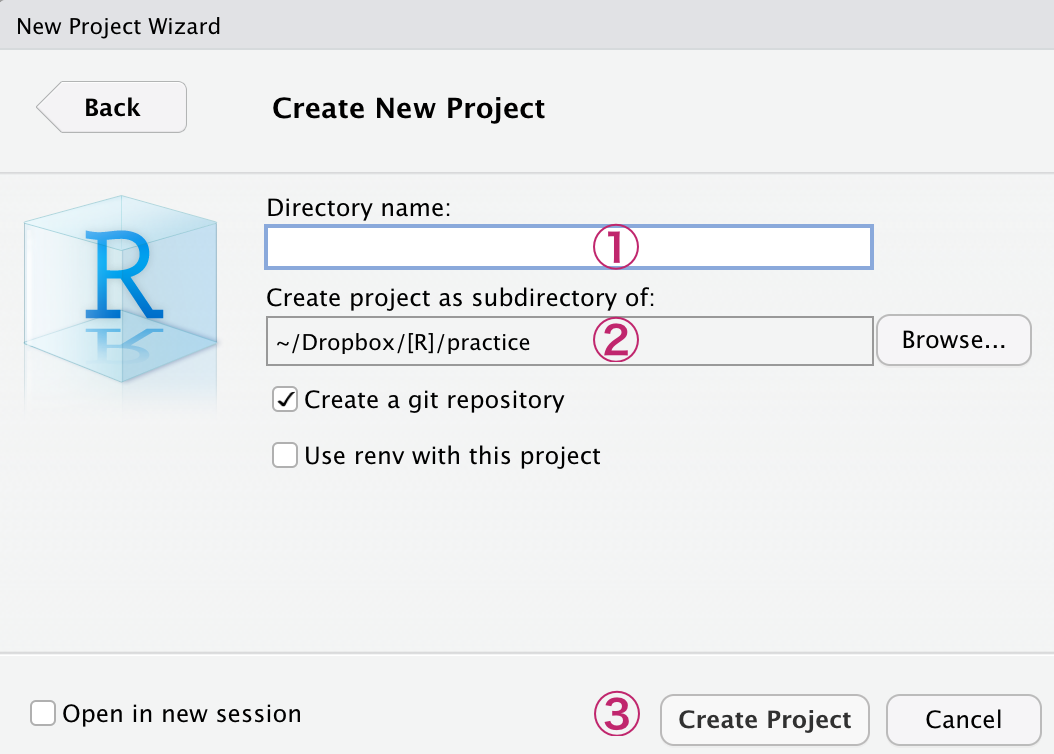 New Project Wizard
Back
Create New Project
R
Directory name:
①
Create project as subdirectory of:
~/Dropbox/[R]/practice ②
Browse...
Create a git repository
Use renv with this project
Open in new session
③ Create Project
Cancel